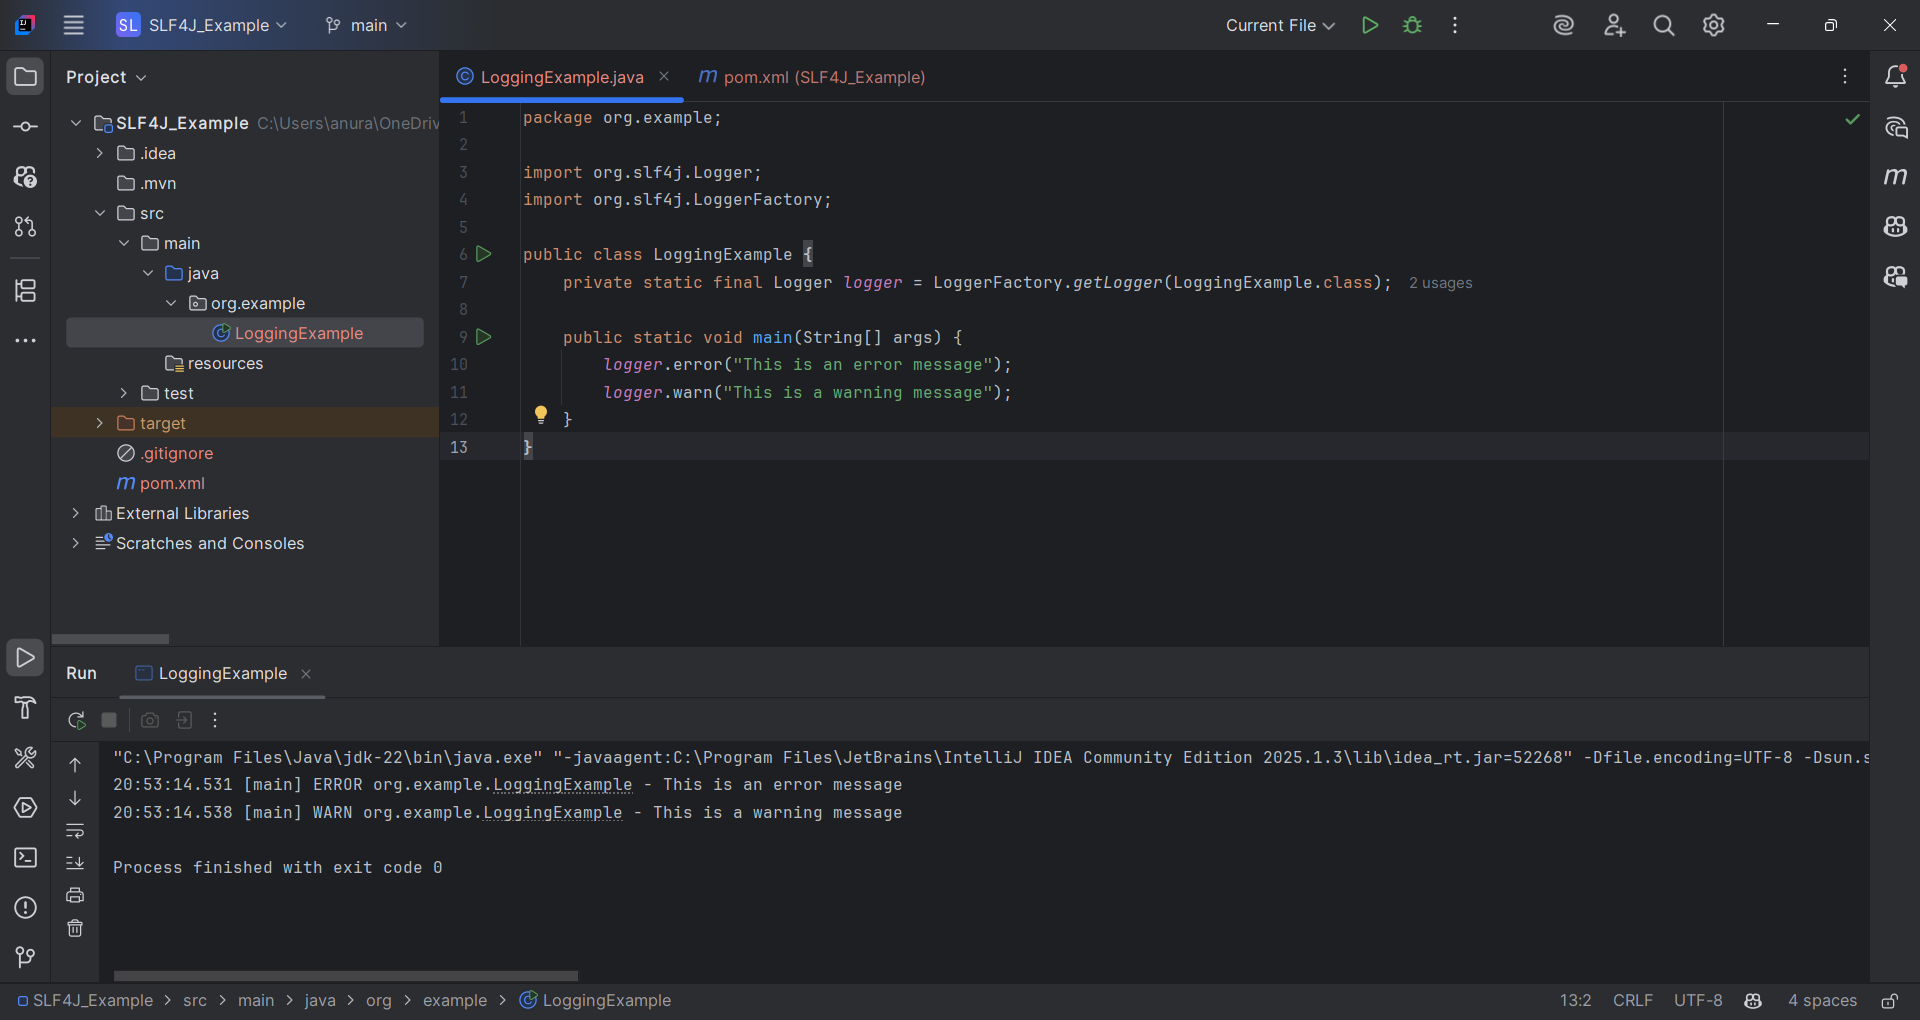 SL SLF4J_Example main Current File
Project
LoggingExample.java m pom.xml (SLF4J_Example)
SLF4J_Example C:\Users\anura\OneDriv
.idea
.mvn
src
main
java
org.example
LoggingExample
resources
test
target
.gitignore
m pom.xml
External Libraries
Scratches and Consoles
1 package org.example;
2
3 import org.slf4j.Logger;
4 import org.slf4j.LoggerFactory;
5
6 public class LoggingExample {
7 private static final Logger logger = LoggerFactory.getLogger(LoggingExample.class); 2 usages
8
9 public static void main(String[] args) {
10 logger.error("This is an error message");
11 logger.warn("This is a warning message");
12 }
13 }
Run LoggingExample
"C:\Program Files\Java\jdk-22\bin\java.exe" "-javaagent:C:\Program Files\JetBrains\IntelliJ IDEA Community Edition 2025.1.3\lib\idea_rt.jar=52268" -Dfile.encoding=UTF-8 -Dsun.s
20:53:14.531 [main] ERROR org.example.LoggingExample - This is an error message
20:53:14.538 [main] WARN org.example.LoggingExample - This is a warning message
Process finished with exit code 0
SLF4J_Example > src > main > java > org > example > LoggingExample 13:2 CRLF UTF-8 4 spaces